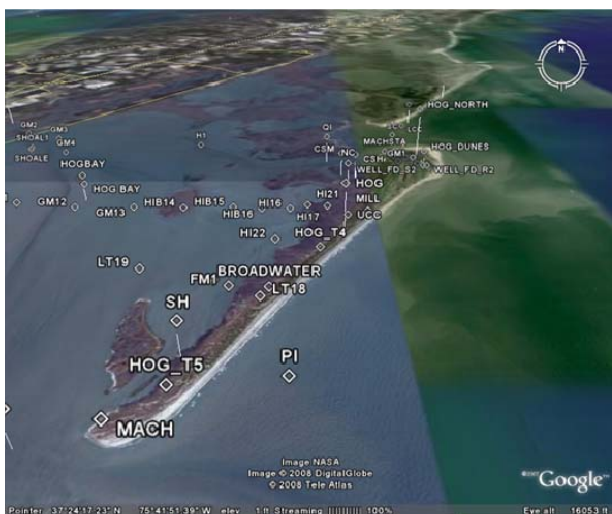 N
HOG_NORTH
GM2
GM3
SHOAL1
GM4
SHOALE
H1
QI
LCC
MACHSTA
CSM
NC
CSH
GM1
HOG_DUNES
WELL_FD_S2
WELL_FD_R2
HOGBAY
HOG BAY
HOG
MILL
GM12
GM13
HIB14
HIB15
HIB16
HI16
HI17
HI21
UCC
HI22
HOG_T4
LT19
FM1
BROADWATER
LT18
SH
HOG_T5
PI
MACH
Image NASA
Image © 2008 DigitalGlobe
© 2008 Tele Atlas
Google
Pointer 37°24'17.23" N 75°41'51.39" W elev 1 ft Streaming |||||||||| 100% Eye alt 16053 ft